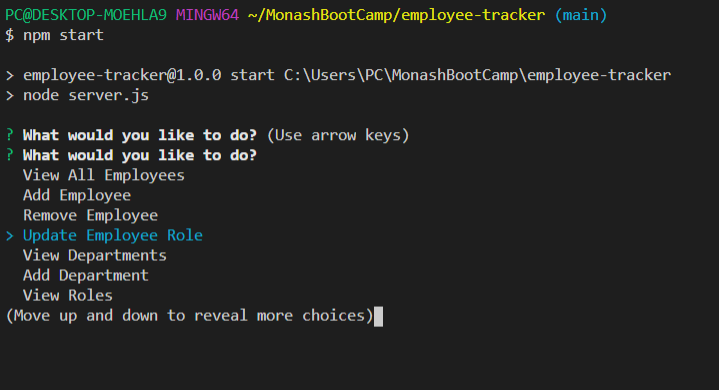 PC@DESKTOP-MOEHLA9 MINGW64 ~/MonashBootCamp/employee-tracker (main)
$ npm start
> employee-tracker@1.0.0 start C:\Users\PC\MonashBootCamp\employee-tracker
> node server.js
? What would you like to do? (Use arrow keys)
? What would you like to do?
View All Employees
Add Employee
Remove Employee
> Update Employee Role
View Departments
Add Department
View Roles
(Move up and down to reveal more choices)